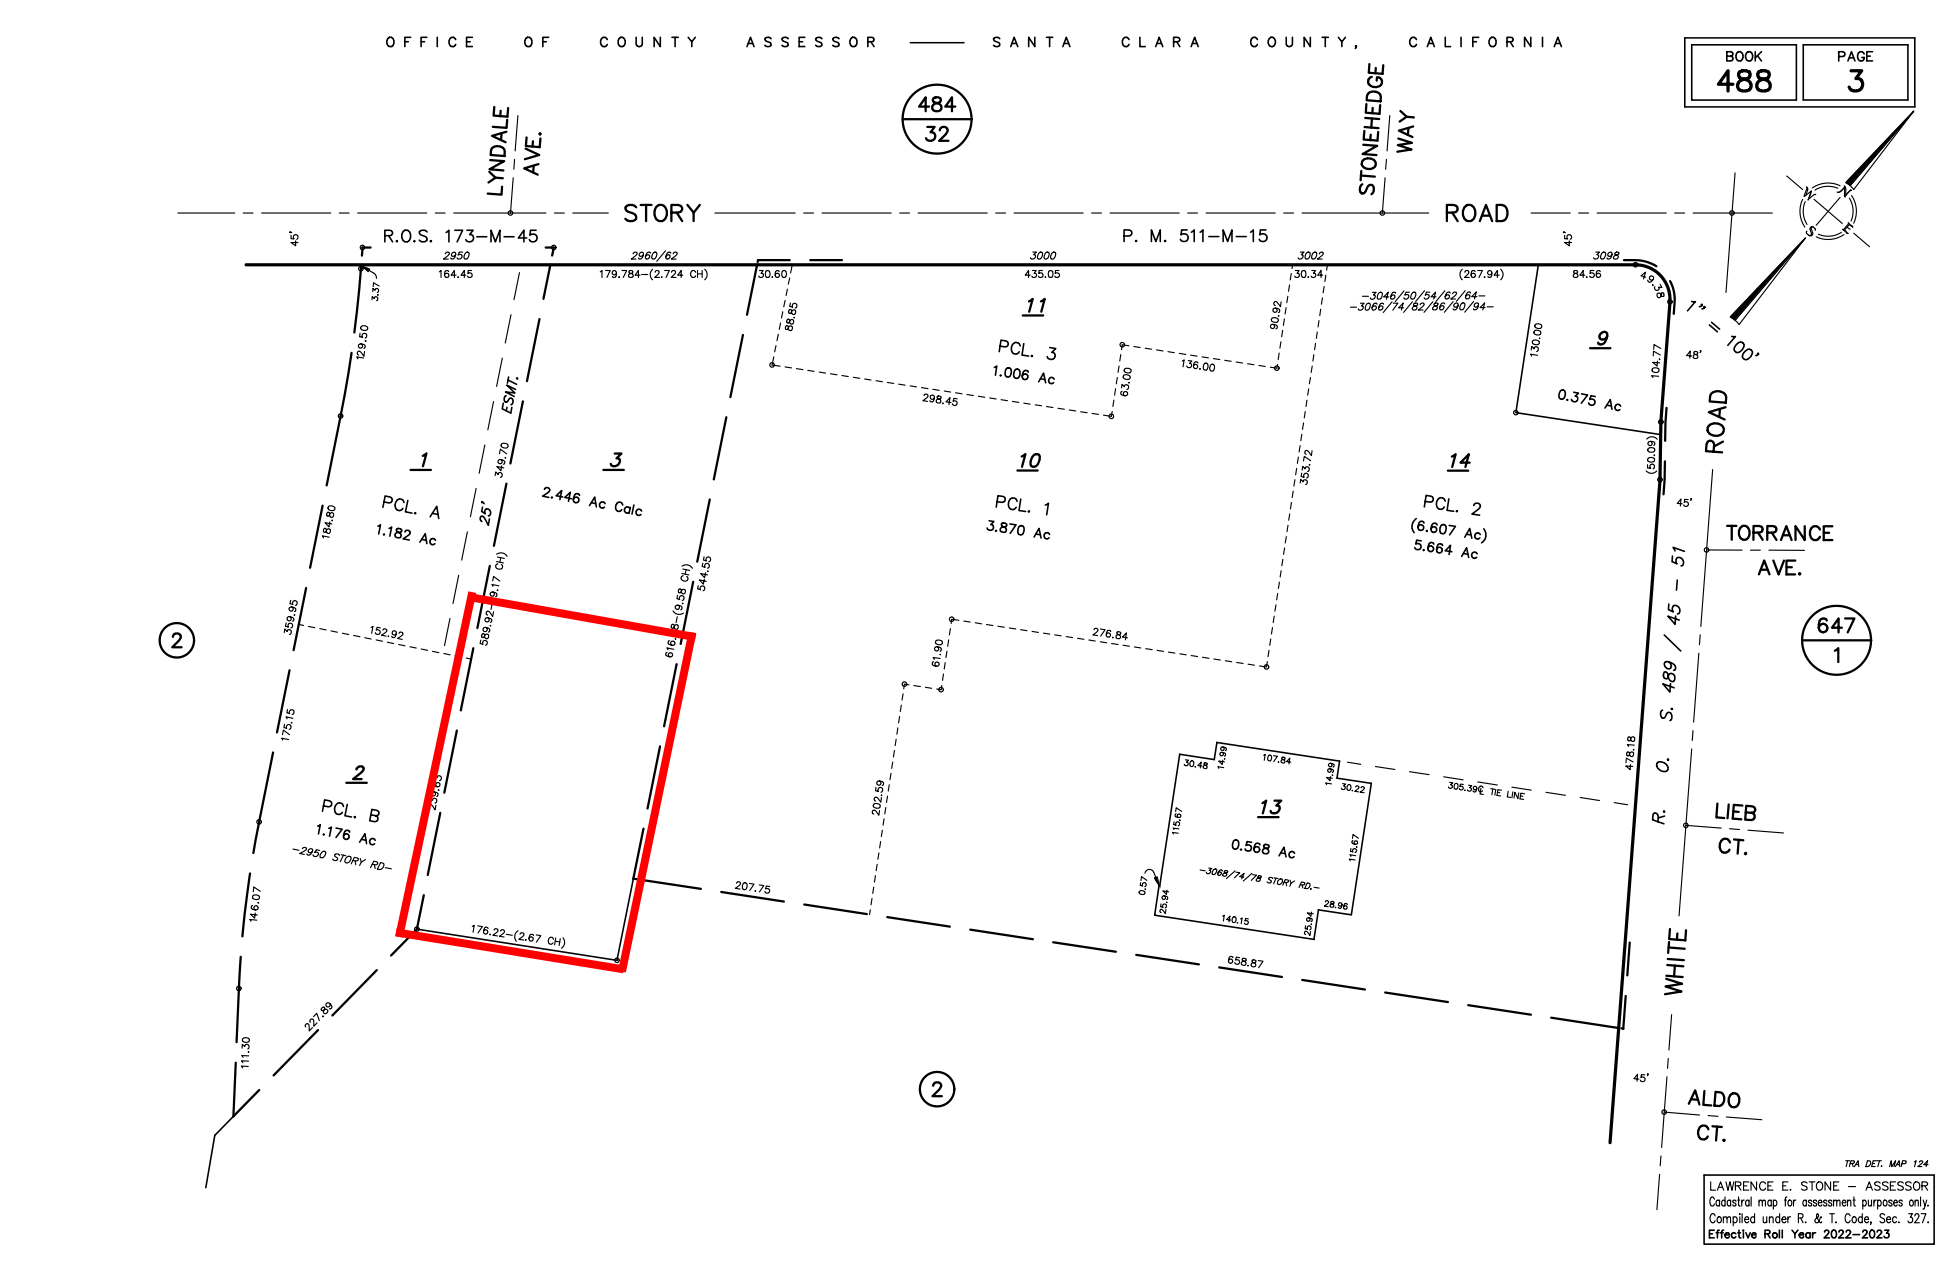 OFFICE OF COUNTY ASSESSOR — SANTA CLARA COUNTY, CALIFORNIA
BOOK
488
PAGE
3
484
32
LYNDALE
AVE.
STONEHEDGE
WAY
STORY
ROAD
W
N
S
E
45'
R.O.S. 173-M-45
P. M. 511-M-15
45'
2950
2960/62
3000
3002
3098
164.45
179.784-(2.724 CH)
30.60
435.05
30.34
(267.94)
84.56
49.38
1" = 100'
3.37
129.50
88.85
11
PCL. 3
1.006 Ac
90.92
-3046/50/54/62/64-
-3066/74/82/86/90/94-
130.00
9
0.375 Ac
104.77
48'
136.00
63.00
298.45
ESMT.
25'
349.70
1
PCL. A
1.182 Ac
184.80
3
2.446 Ac Calc
10
PCL. 1
3.870 Ac
353.72
14
PCL. 2
(6.607 Ac)
5.664 Ac
(50.09)
45'
ROAD
TORRANCE
AVE.
R. O. S. 489 / 45 - 51
544.55
(9.58 CH)
589.92
9.17 CH)
359.95
152.92
2
276.84
61.90
647
1
175.15
2
PCL. B
1.176 Ac
-2950 STORY RD-
202.59
30.48
14.99
107.84
14.99
30.22
305.39 ℄ TIE LINE
478.18
13
0.568 Ac
-3068/74/78 STORY RD.-
115.67
115.67
0.57
25.94
140.15
25.94
28.96
LIEB
CT.
207.75
146.07
176.22-(2.67 CH)
658.87
WHITE
227.89
111.30
2
45'
ALDO
CT.
TRA DET. MAP 124
LAWRENCE E. STONE - ASSESSOR
Cadastral map for assessment purposes only.
Compiled under R. & T. Code, Sec. 327.
Effective Roll Year 2022-2023